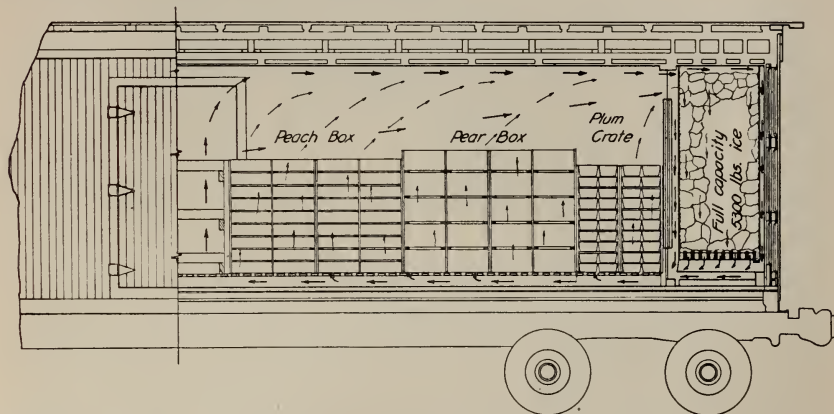 Peach Box
Pear Box
Plum
Crate
Full capacity
5300 lbs. ice